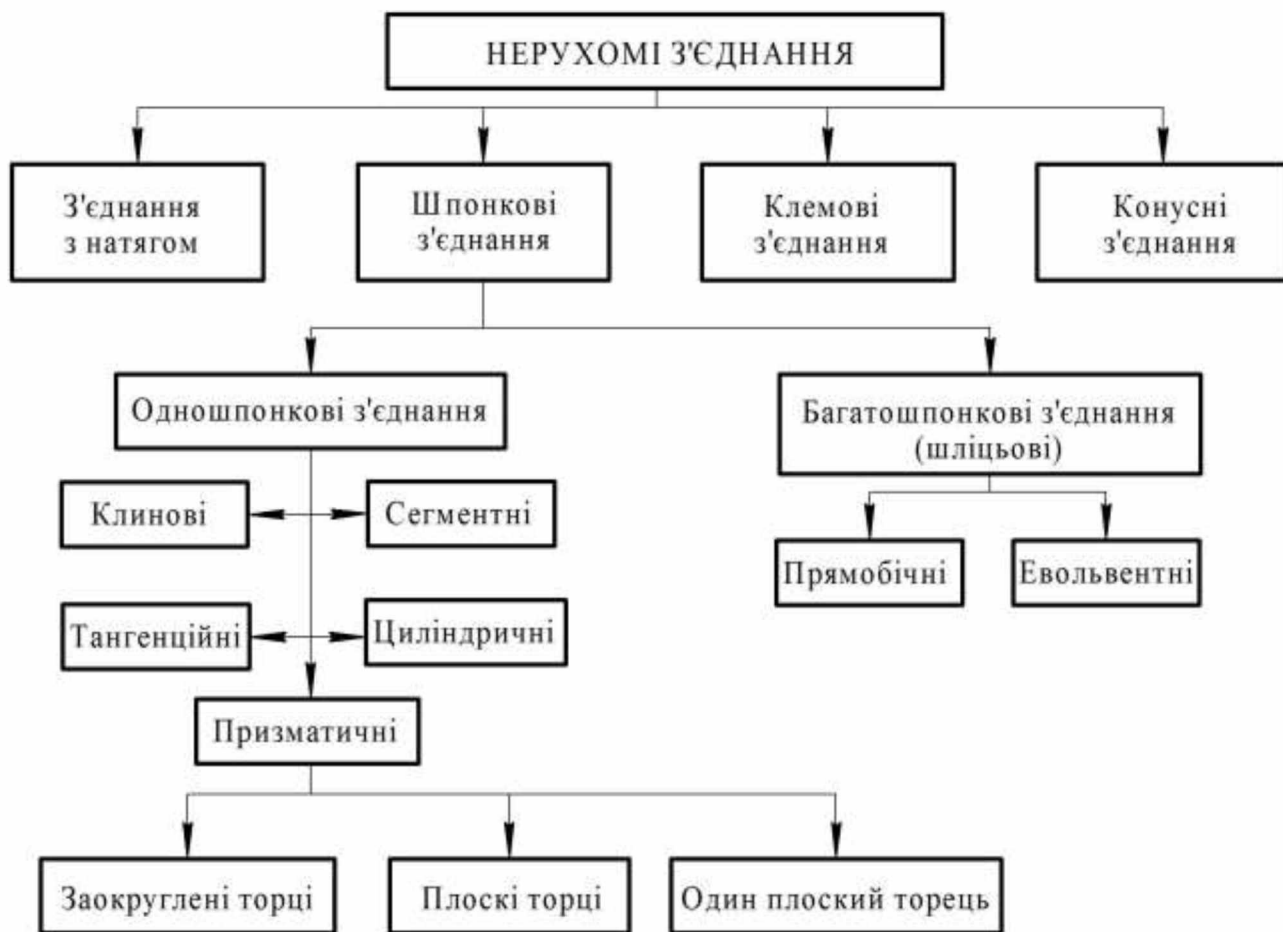 НЕРУХОМІ З'ЄДНАННЯ
З'єднання
з натягом
Шпонкові
з'єднання
Клемові
з'єднання
Конусні
з'єднання
Одношпонкові з'єднання
Багатошпонкові з'єднання
(шліцьові)
Клинові
Сегментні
Прямобічні
Евольвентні
Тангенційні
Циліндричні
Призматичні
Заокруглені торці
Плоскі торці
Один плоский торець